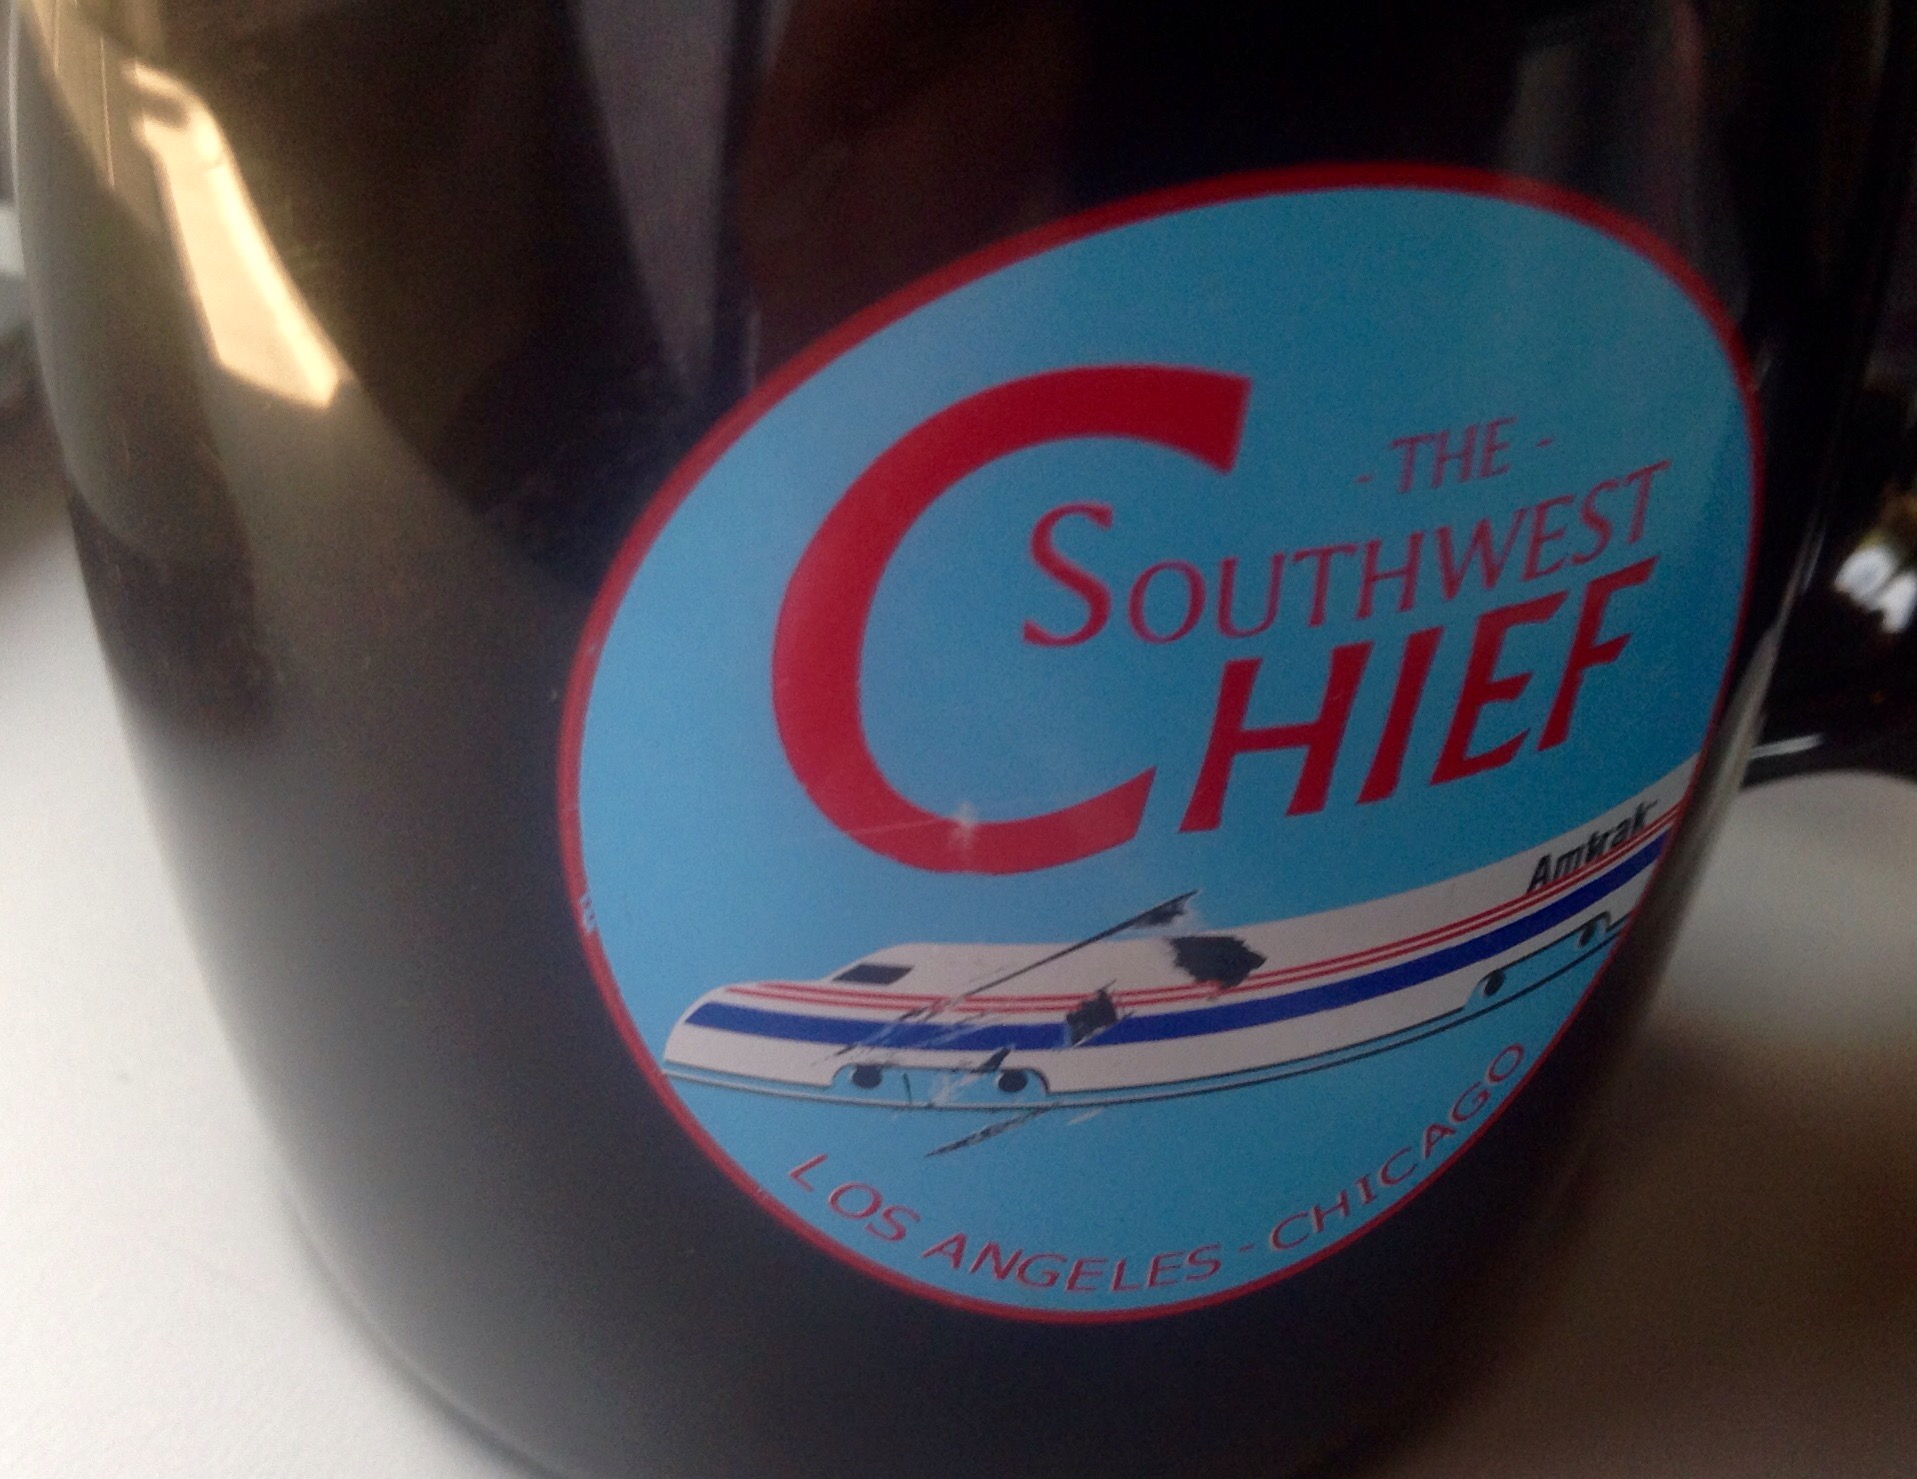 - THE -
SOUTHWEST
CHIEF
Amtrak
LOS ANGELES - CHICAGO